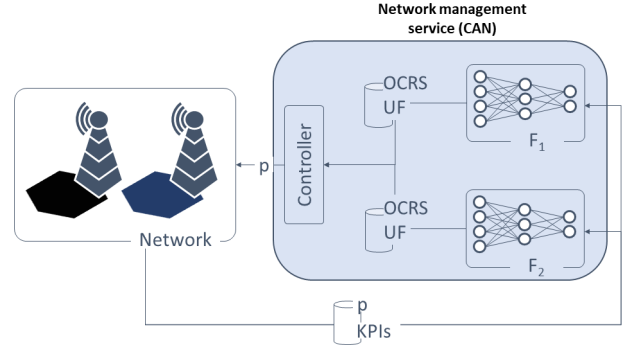 Network management
service (CAN)
OCRS
UF
F1
Controller
p
Network
OCRS
UF
F2
p
KPIs